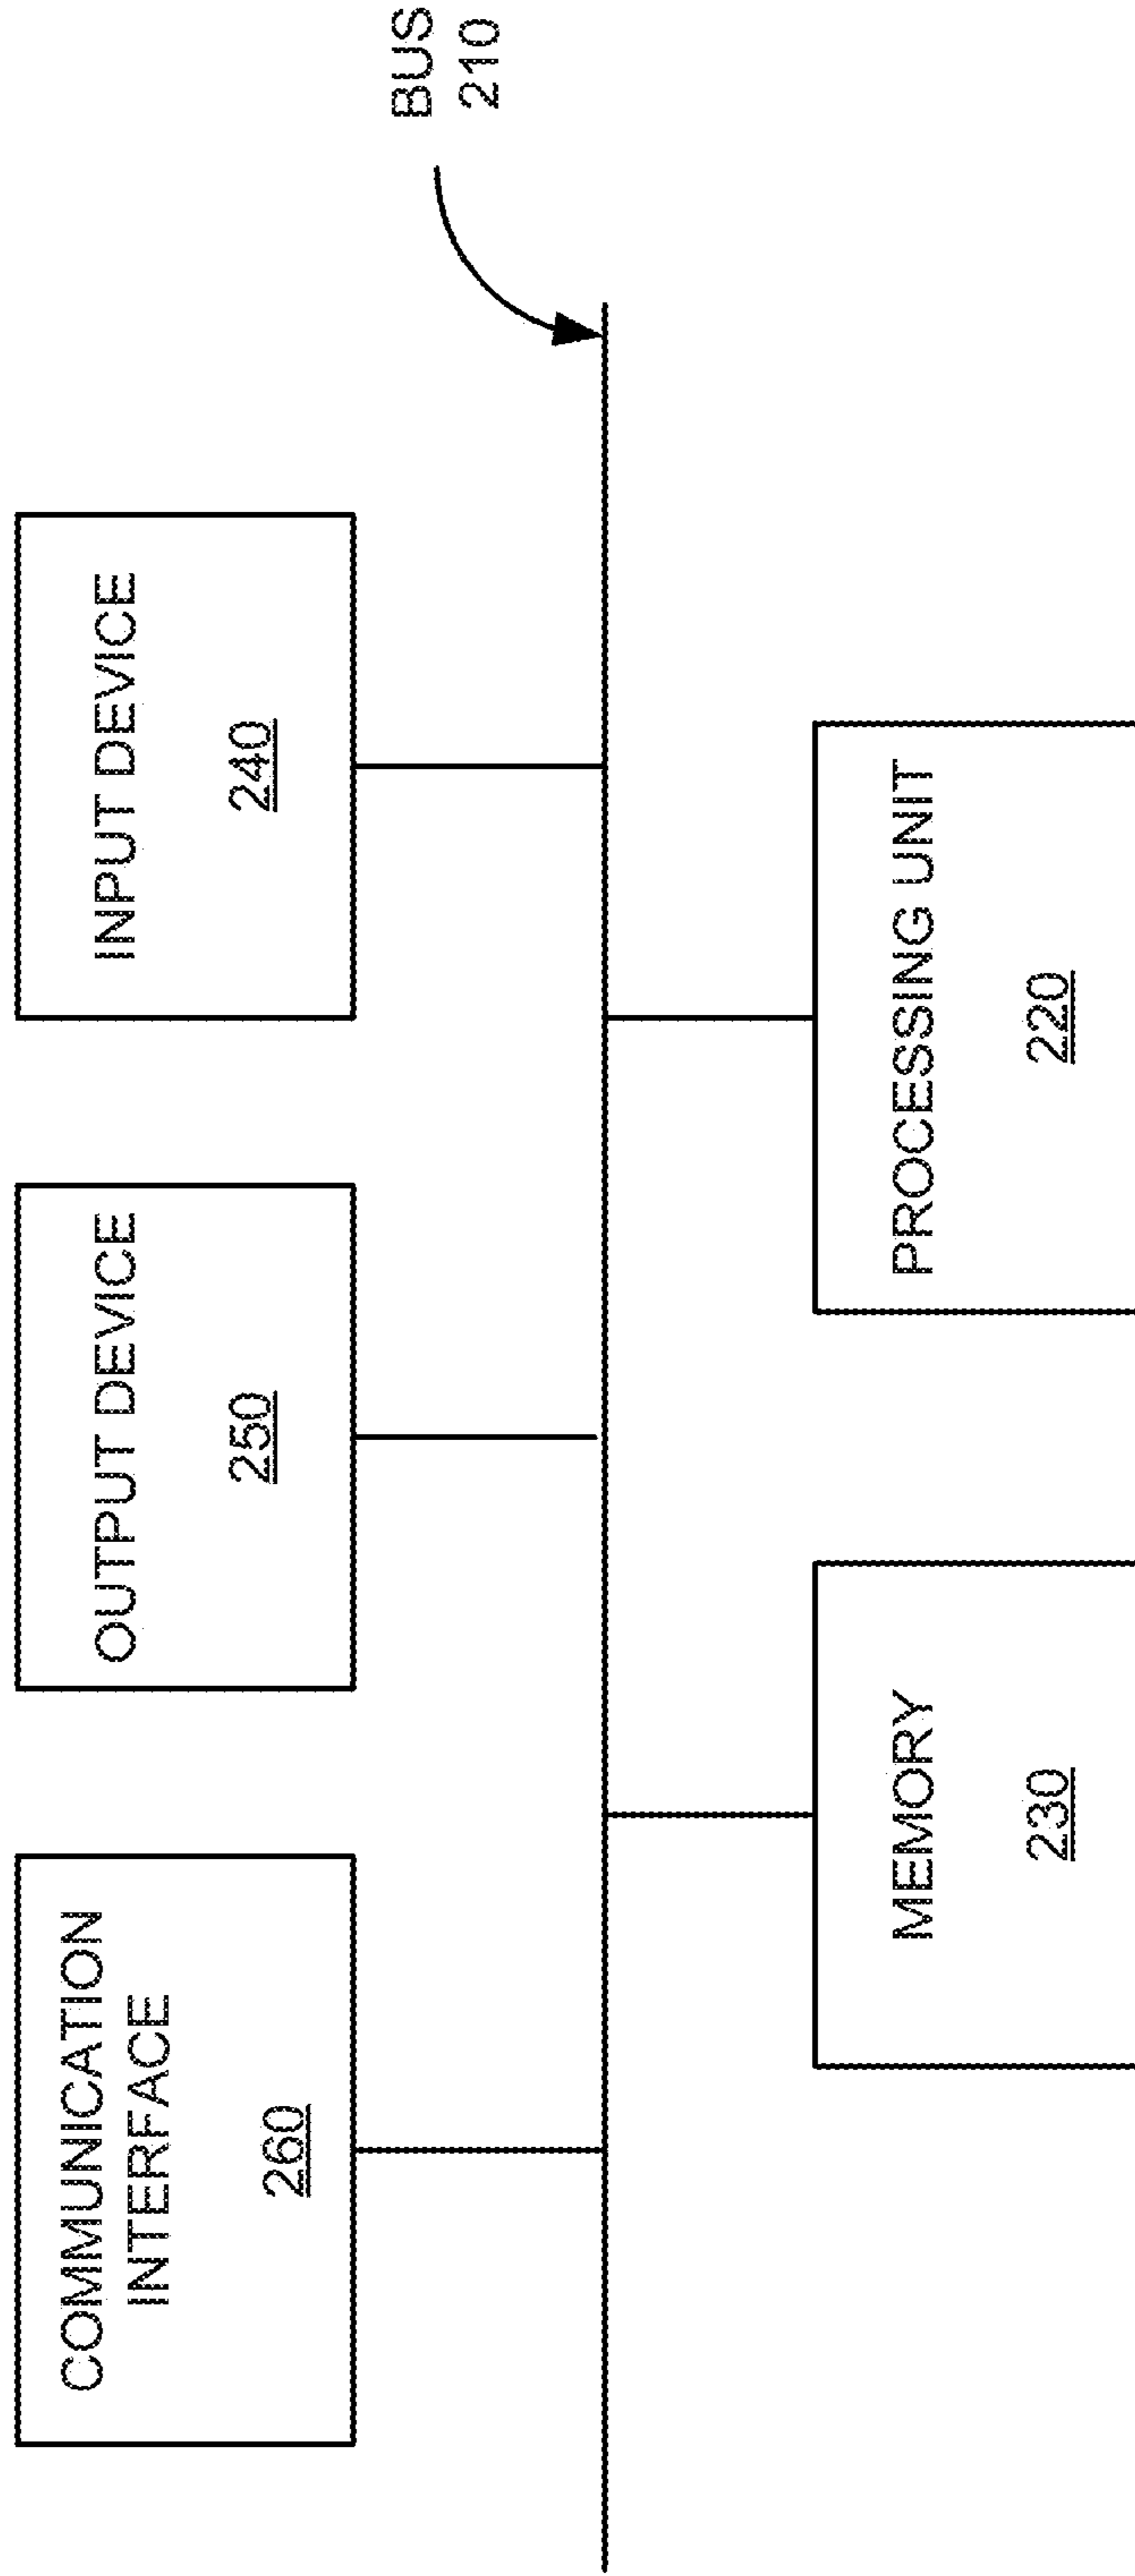 COMMUNICATION
INTERFACE
260
OUTPUT DEVICE
250
INPUT DEVICE
240
BUS
210
MEMORY
230
PROCESSING UNIT
220